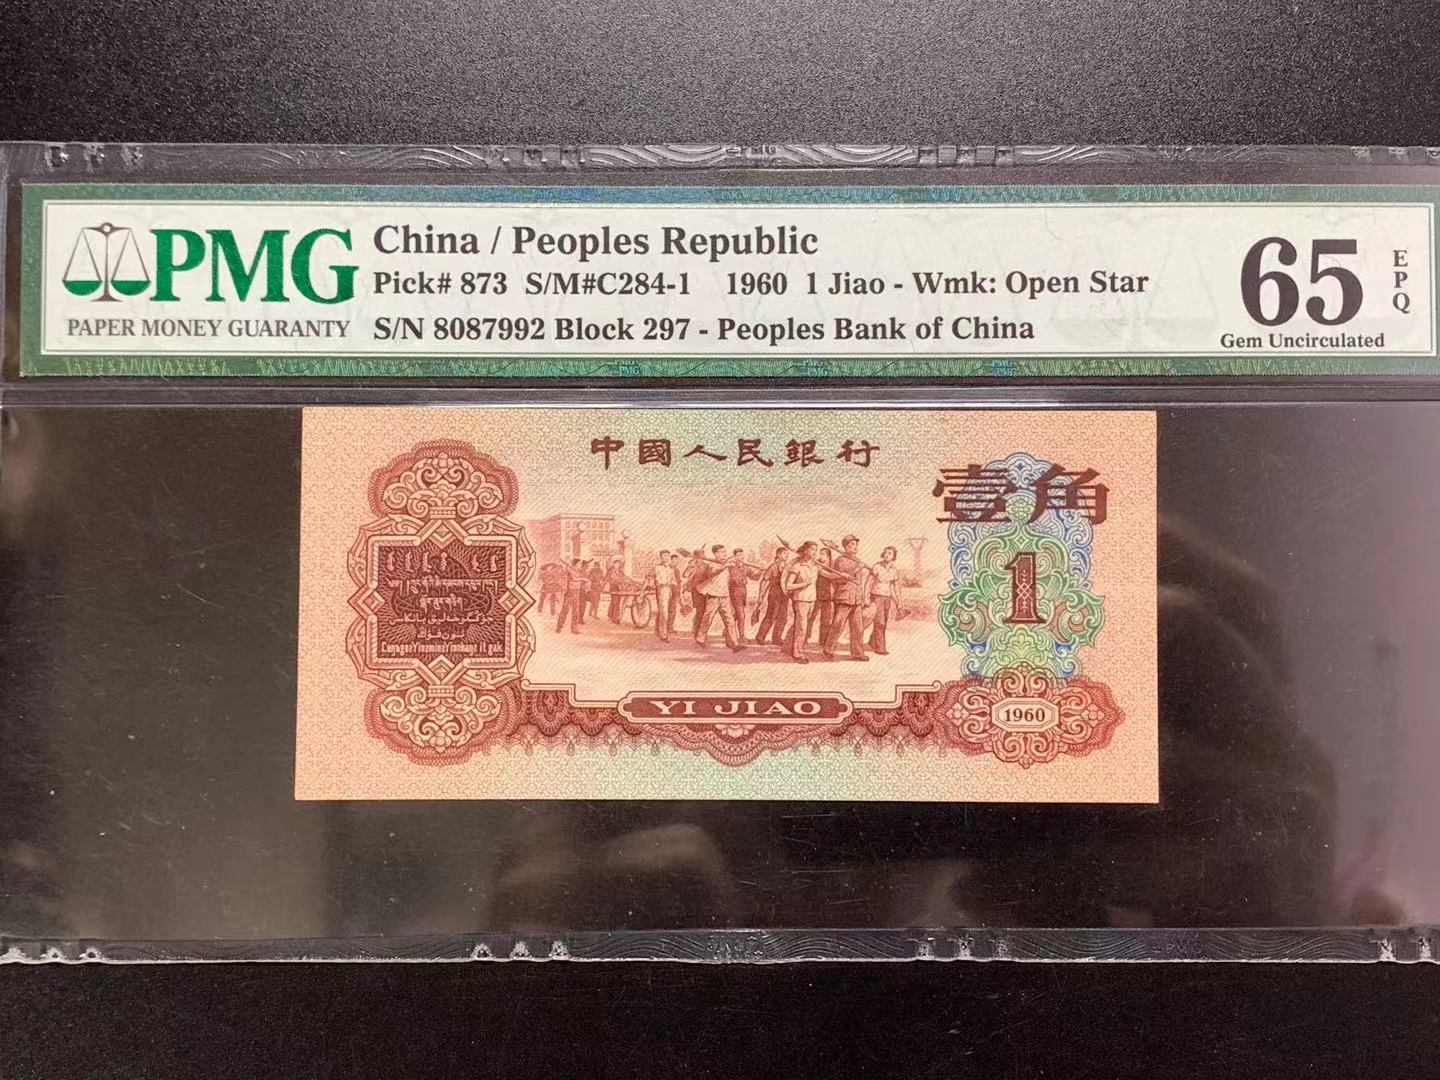 PMG
PAPER MONEY GUARANTY
China / Peoples Republic
Pick# 873 S/M#C284-1 1960 1 Jiao - Wmk: Open Star
S/N 8087992 Block 297 - Peoples Bank of China
65
EPQ
Gem Uncirculated
中國人民銀行
壹角
1
YI JIAO
1960